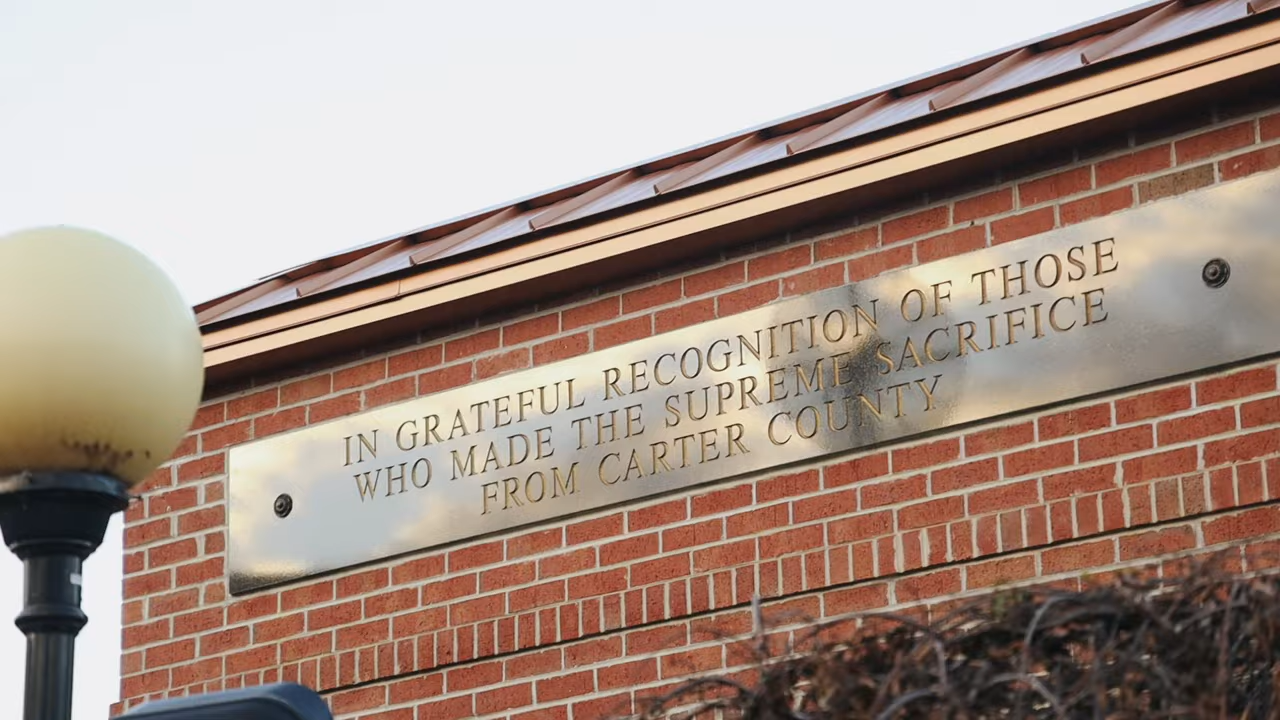 IN GRATEFUL RECOGNITION OF THOSE
WHO MADE THE SUPREME SACRIFICE
FROM CARTER COUNTY